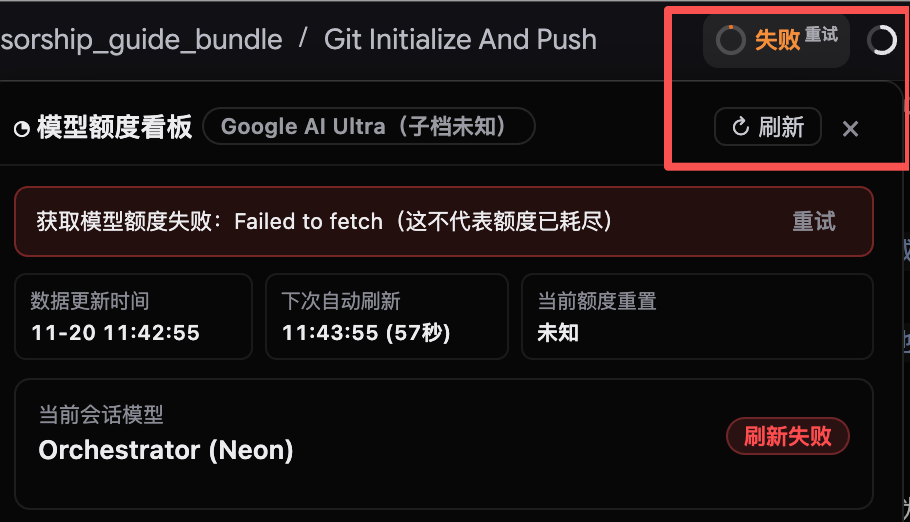 sorship_guide_bundle / Git Initialize And Push
失败 重试
模型额度看板 Google AI Ultra（子档未知）
刷新 ×
获取模型额度失败：Failed to fetch（这不代表额度已耗尽） 重试
数据更新时间
11-20 11:42:55
下次自动刷新
11:43:55 (57秒)
当前额度重置
未知
当前会话模型
Orchestrator (Neon)
刷新失败